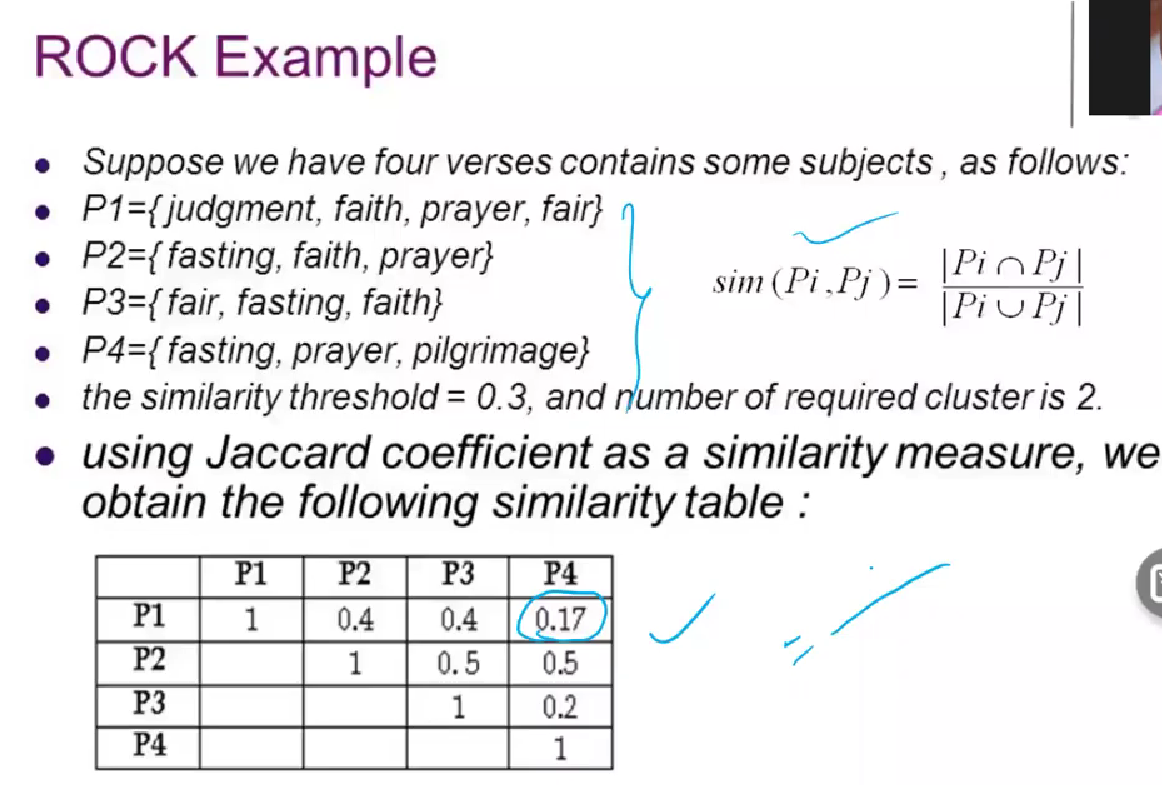 ROCK Example
Suppose we have four verses contains some subjects , as follows:
P1={ judgment, faith, prayer, fair}
P2={ fasting, faith, prayer}
P3={ fair, fasting, faith}
P4={ fasting, prayer, pilgrimage}
the similarity threshold = 0.3, and number of required cluster is 2.
sim (Pi ,Pj ) = |Pi ∩ Pj | / |Pi ∪ Pj |
using Jaccard coefficient as a similarity measure, we
obtain the following similarity table :
P1 P2 P3 P4
P1 1 0.4 0.4 0.17
P2 1 0.5 0.5
P3 1 0.2
P4 1